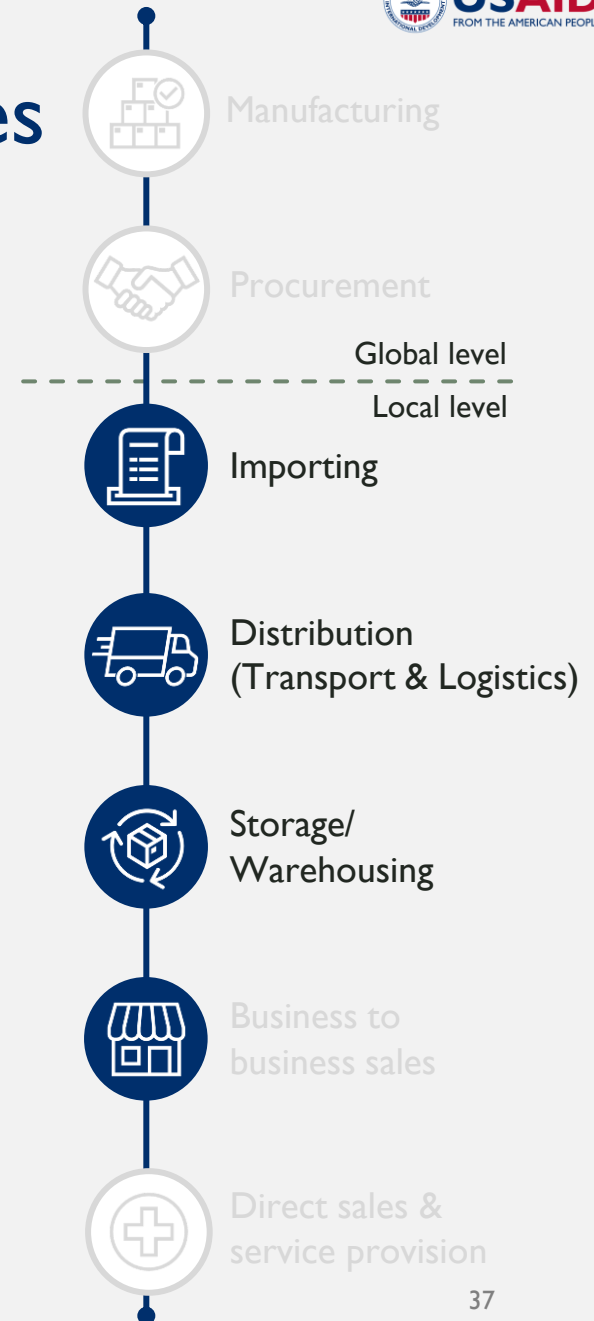 USAID
FROM THE AMERICAN PEOPL
es
Manufacturing
Procurement
Global level
Local level
Importing
Distribution
(Transport & Logistics)
Storage/
Warehousing
Business to
business sales
Direct sales &
service provision
37